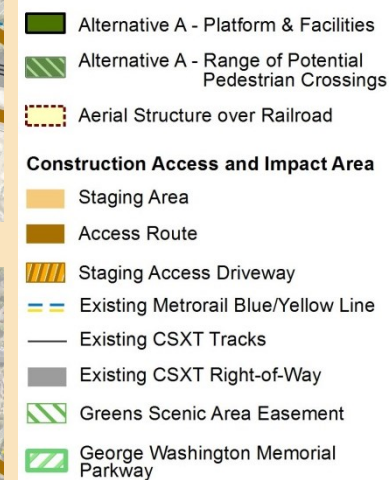 Alternative A - Platform & Facilities
Alternative A - Range of Potential
Pedestrian Crossings
Aerial Structure over Railroad
Construction Access and Impact Area
Staging Area
Access Route
Staging Access Driveway
Existing Metrorail Blue/Yellow Line
Existing CSXT Tracks
Existing CSXT Right-of-Way
Greens Scenic Area Easement
George Washington Memorial
Parkway